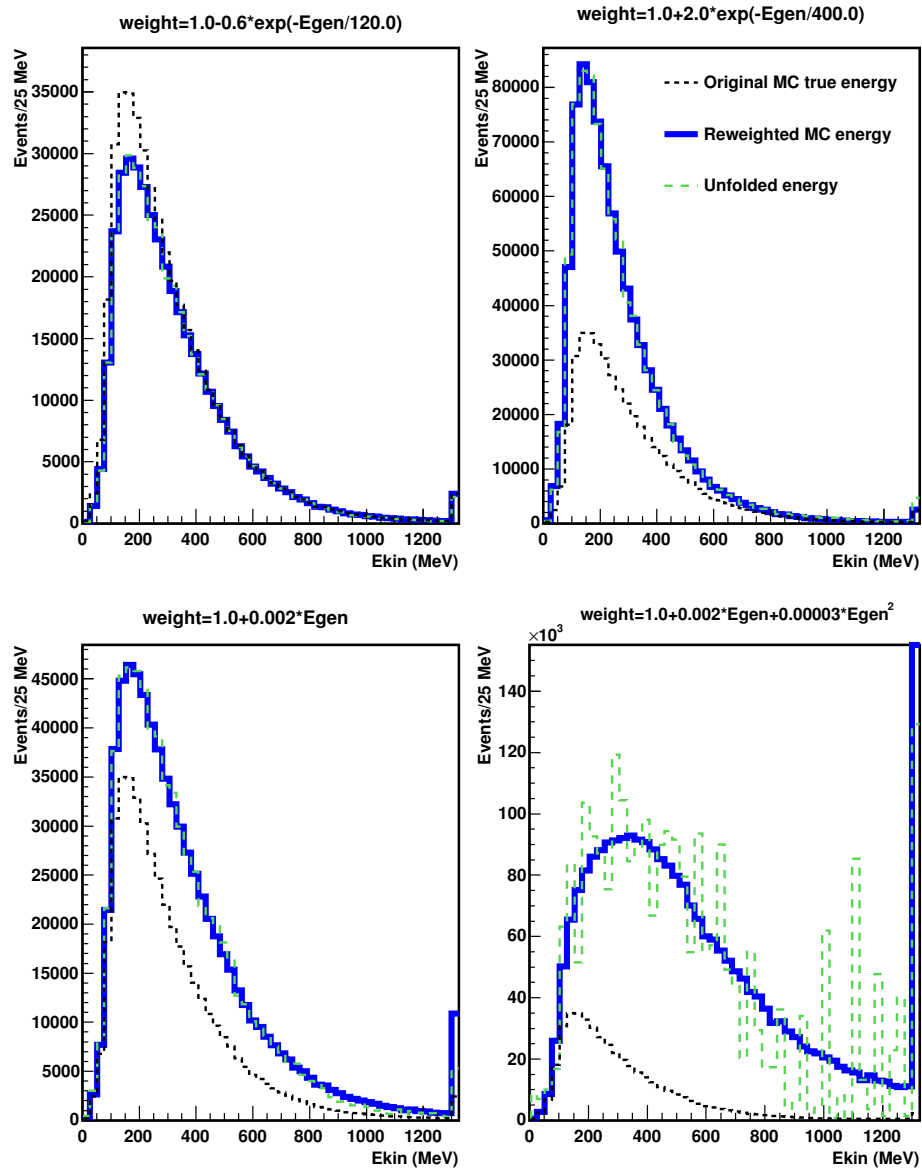 weight=1.0-0.6*exp(-Egen/120.0)
Events/25 MeV
35000
30000
25000
20000
15000
10000
5000
0
0 200 400 600 800 1000 1200
Ekin (MeV)
weight=1.0+2.0*exp(-Egen/400.0)
Events/25 MeV
80000
70000
60000
50000
40000
30000
20000
10000
0
Original MC true energy
Reweighted MC energy
Unfolded energy
0 200 400 600 800 1000 1200
Ekin (MeV)
weight=1.0+0.002*Egen
Events/25 MeV
45000
40000
35000
30000
25000
20000
15000
10000
5000
0
0 200 400 600 800 1000 1200
Ekin (MeV)
weight=1.0+0.002*Egen+0.00003*Egen²
×10³
Events/25 MeV
140
120
100
80
60
40
20
0
0 200 400 600 800 1000 1200
Ekin (MeV)